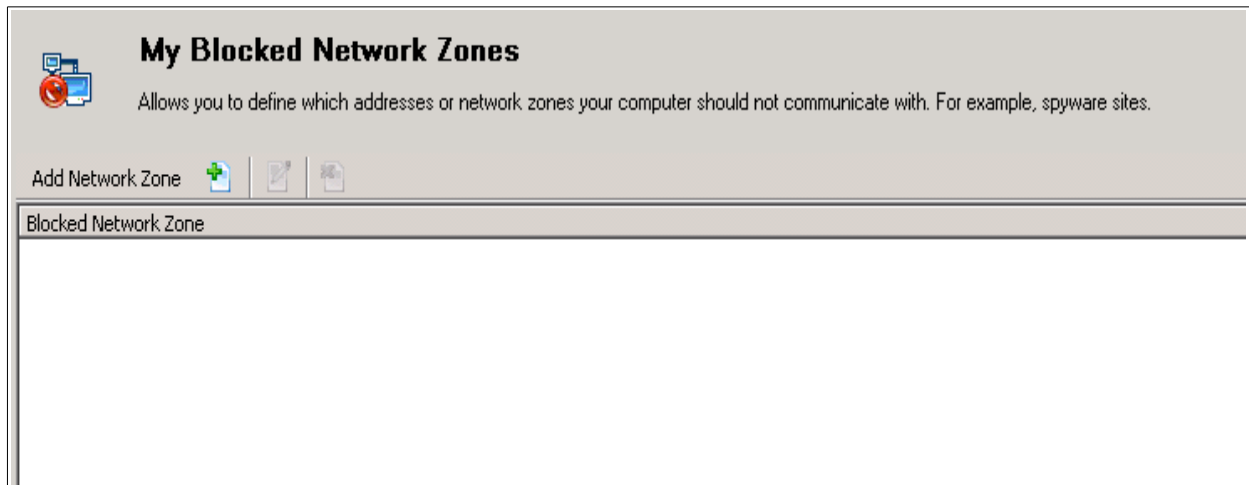 My Blocked Network Zones
Allows you to define which addresses or network zones your computer should not communicate with. For example, spyware sites.
Add Network Zone
Blocked Network Zone